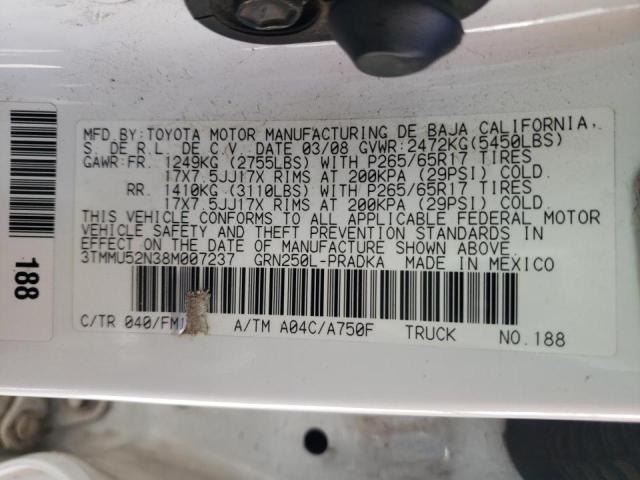 MFD BY:TOYOTA MOTOR MANUFACTURING DE BAJA CALIFORNIA,
S. DE R.L. DE C.V. DATE 03/08 GVWR:2472KG(5450LBS)
GAWR:FR. 1249KG (2755LBS) WITH P265/65R17 TIRES
17X7.5JJ17X RIMS AT 200KPA (29PSI) COLD.
RR. 1410KG (3110LBS) WITH P265/65R17 TIRES
17X7.5JJ17X RIMS AT 200KPA (29PSI) COLD.
THIS VEHICLE CONFORMS TO ALL APPLICABLE FEDERAL MOTOR
VEHICLE SAFETY AND THEFT PREVENTION STANDARDS IN
EFFECT ON THE DATE OF MANUFACTURE SHOWN ABOVE.
3TMMU52N38M007237 GRN250L-PRADKA MADE IN MEXICO
C/TR 040/FM1 A/TM A04C/A750F TRUCK NO.188
188